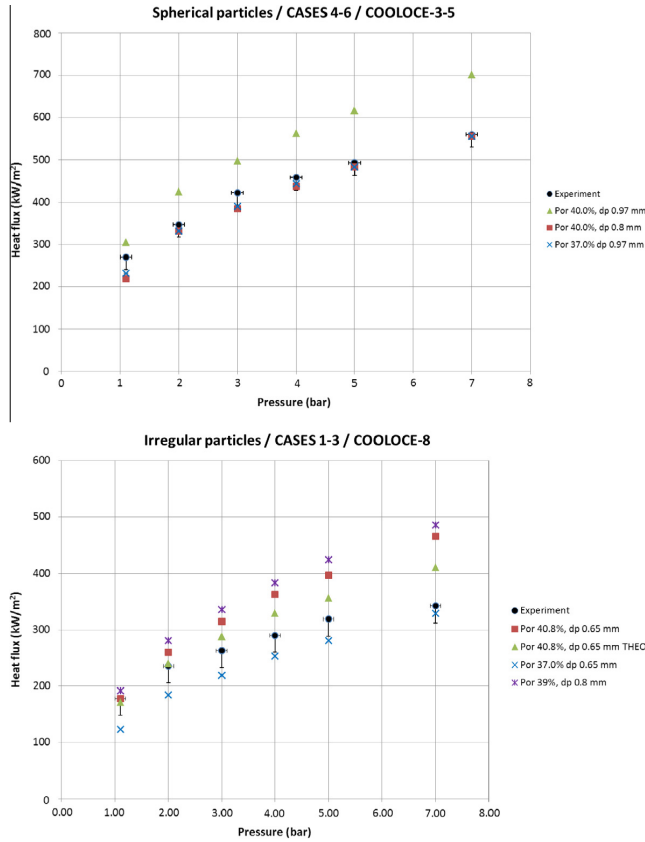 Spherical particles / CASES 4-6 / COOLOCE-3-5
Heat flux (kW/m²)
800
700
600
500
400
300
200
100
0
0 1 2 3 4 5 6 7 8
Pressure (bar)
Experiment
Por 40.0%, dp 0.97 mm
Por 40.0%, dp 0.8 mm
Por 37.0% dp 0.97 mm
Irregular particles / CASES 1-3 / COOLOCE-8
Heat flux (kW/m²)
600
500
400
300
200
100
0
0.00 1.00 2.00 3.00 4.00 5.00 6.00 7.00 8.00
Pressure (bar)
Experiment
Por 40.8%, dp 0.65 mm
Por 40.8%, dp 0.65 mm THEO
Por 37.0% dp 0.65 mm
Por 39%, dp 0.8 mm